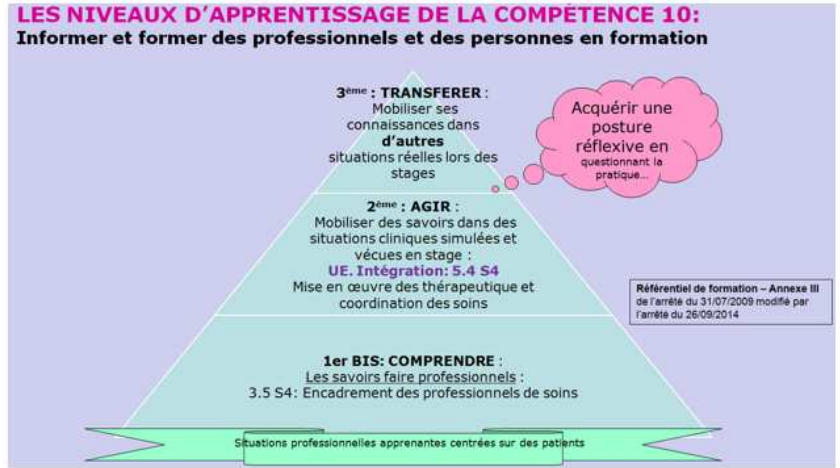 LES NIVEAUX D'APPRENTISSAGE DE LA COMPÉTENCE 10:
Informer et former des professionnels et des personnes en formation
3ème : TRANSFERER :
Mobiliser ses
connaissances dans
d'autres
situations réelles lors des
stages
Acquérir une
posture
réflexive en
questionnant la
pratique...
2ème : AGIR :
Mobiliser des savoirs dans des
situations cliniques simulées et
vécues en stage :
UE. Intégration: 5.4 S4
Mise en œuvre des thérapeutique et
coordination des soins
Référentiel de formation – Annexe III
de l'arrêté du 31/07/2009 modifié par
l'arrêté du 26/09/2014
1er BIS: COMPRENDRE :
Les savoirs faire professionnels :
3.5 S4: Encadrement des professionnels de soins
Situations professionnelles apprenantes centrées sur des patients